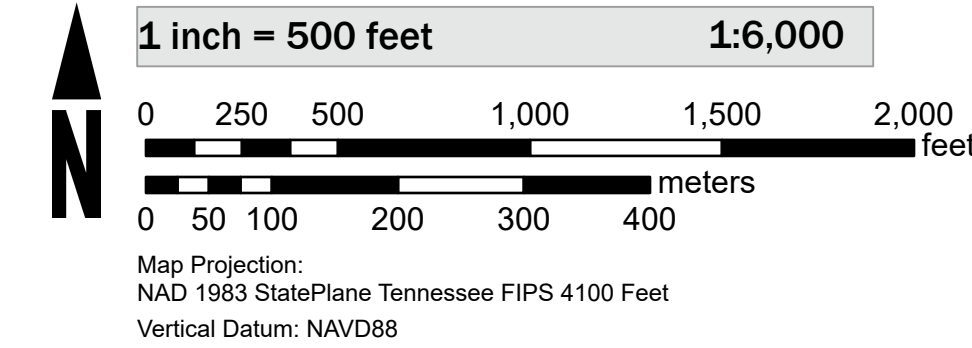 1 inch = 500 feet 1:6,000
0 250 500 1,000 1,500 2,000
feet
meters
0 50 100 200 300 400
N
Map Projection:
NAD 1983 StatePlane Tennessee FIPS 4100 Feet
Vertical Datum: NAVD88